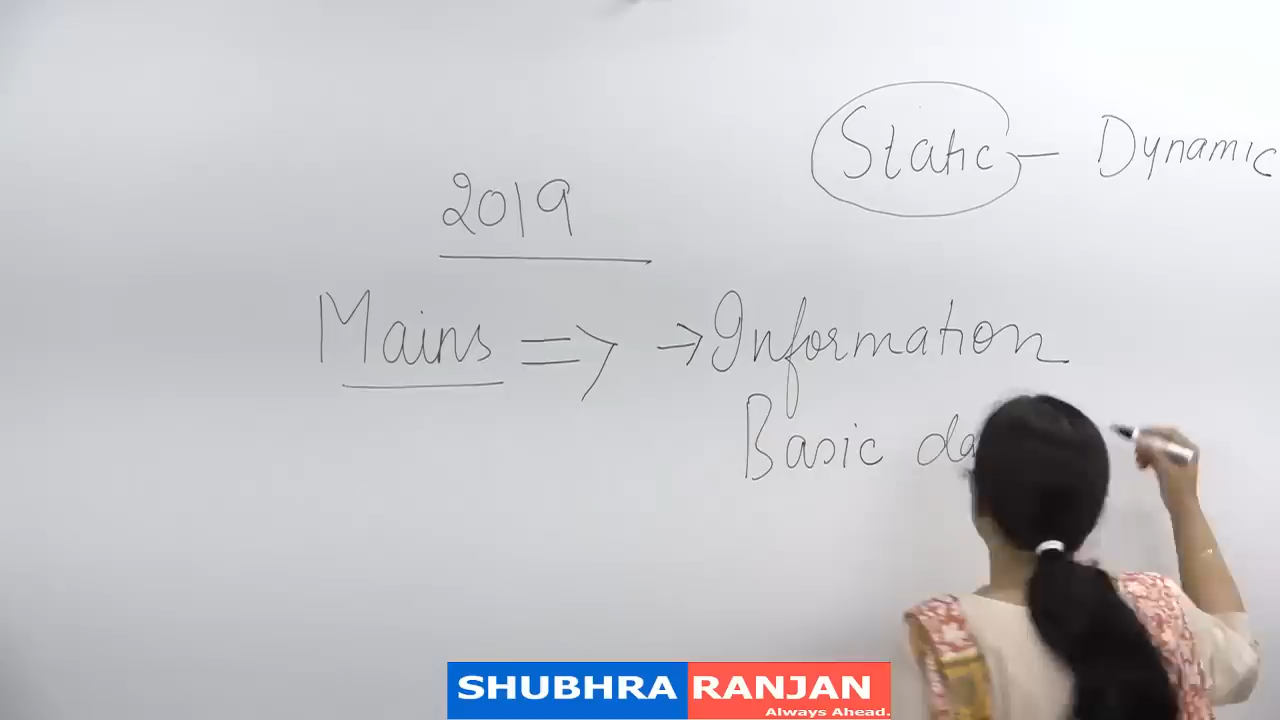 Static - Dynamic
2019
Mains => → Information
Basic
SHUBHRA RANJAN
Always Ahead.